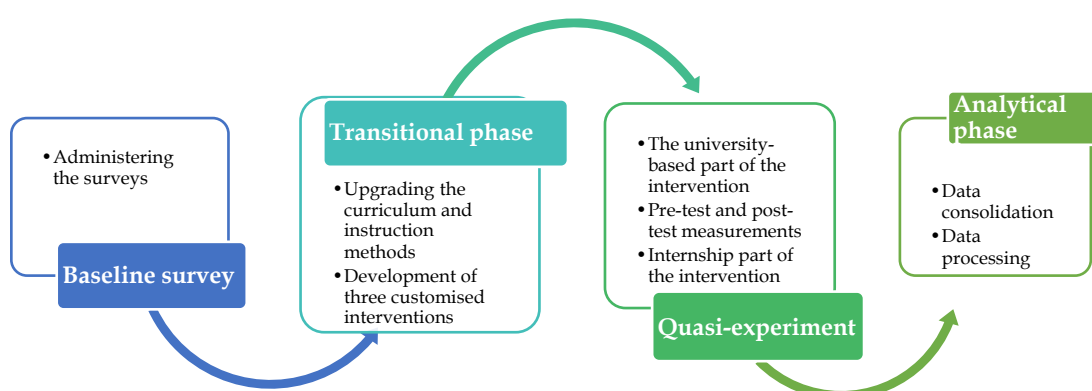 •Administering
the surveys
Baseline survey
Transitional phase
•Upgrading the
curriculum and
instruction
methods
•Development of
three customised
interventions
•The university-
based part of the
intervention
•Pre-test and post-
test measurements
•Internship part of
the intervention
Quasi-experiment
Analytical
phase
•Data
consolidation
•Data
processing